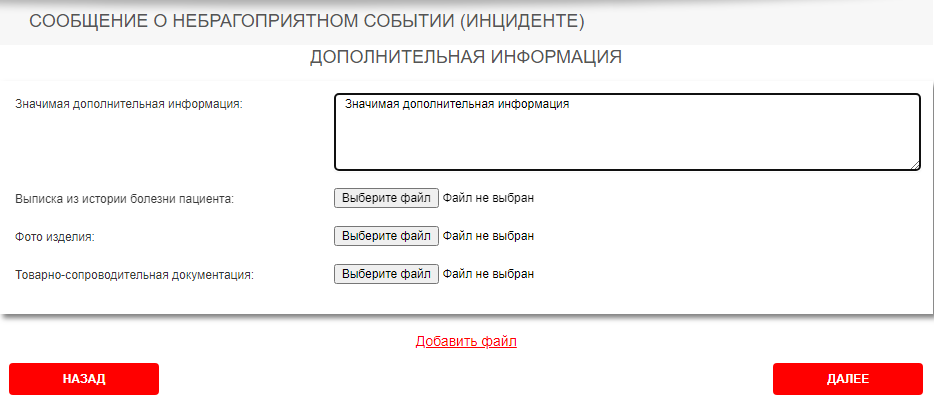 СООБЩЕНИЕ О НЕБРАГОПРИЯТНОМ СОБЫТИИ (ИНЦИДЕНТЕ)
ДОПОЛНИТЕЛЬНАЯ ИНФОРМАЦИЯ
Значимая дополнительная информация: Значимая дополнительная информация
Выписка из истории болезни пациента: Выберите файл Файл не выбран
Фото изделия: Выберите файл Файл не выбран
Товарно-сопроводительная документация: Выберите файл Файл не выбран
Добавить файл
НАЗАД ДАЛЕЕ